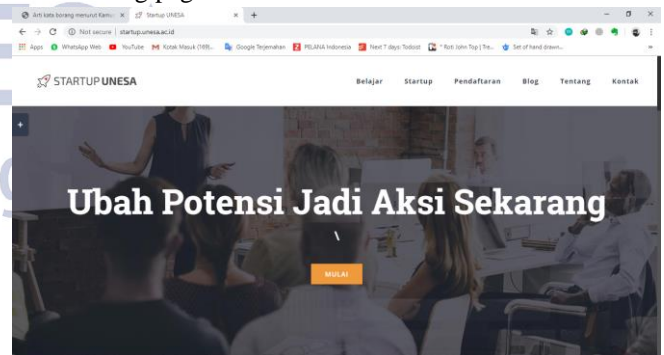 Arti kata borang menurut Kamu
Startup UNESA
Not secure | startup.unesa.ac.id
Apps WhatsApp Web YouTube Kotak Masuk Google Terjemahan PELANA Indonesia Next 7 days: Todoist Set of hand drawn...
STARTUP UNESA
Belajar Startup Pendaftaran Blog Tentang Kontak
+
Ubah Potensi Jadi Aksi Sekarang
\
MULAI